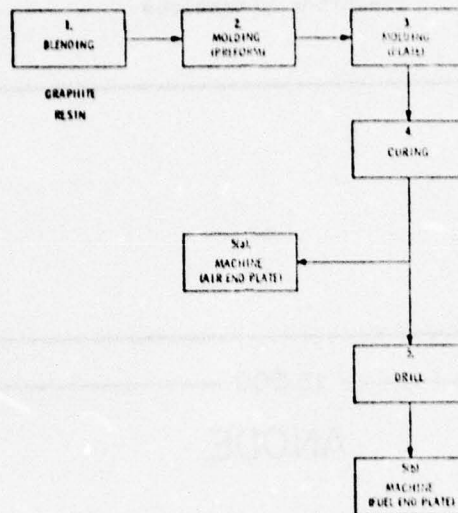 1.
BLENDING
2.
MOLDING
(PREFORM)
3.
MOLDING
(PLATE)
GRAPHITE
RESIN
4.
CURING
5(a).
MACHINE
(AIR END PLATE)
5.
DRILL
5(b)
MACHINE
(FUEL END PLATE)
ANODE